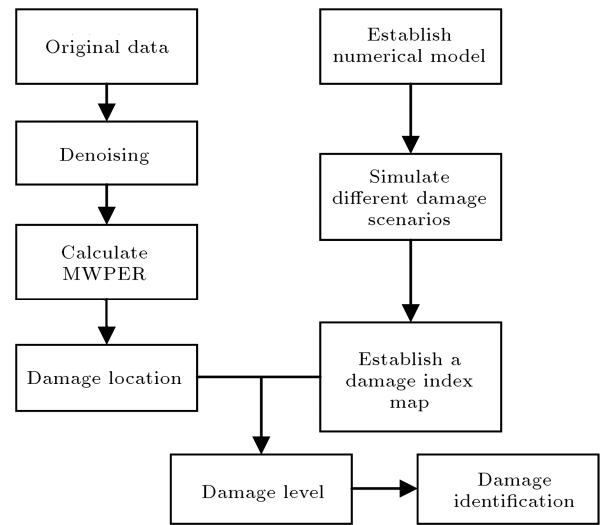 Original data
Denoising
Calculate
MWPER
Damage location
Establish
numerical model
Simulate
different damage
scenarios
Establish a
damage index
map
Damage level
Damage
identification